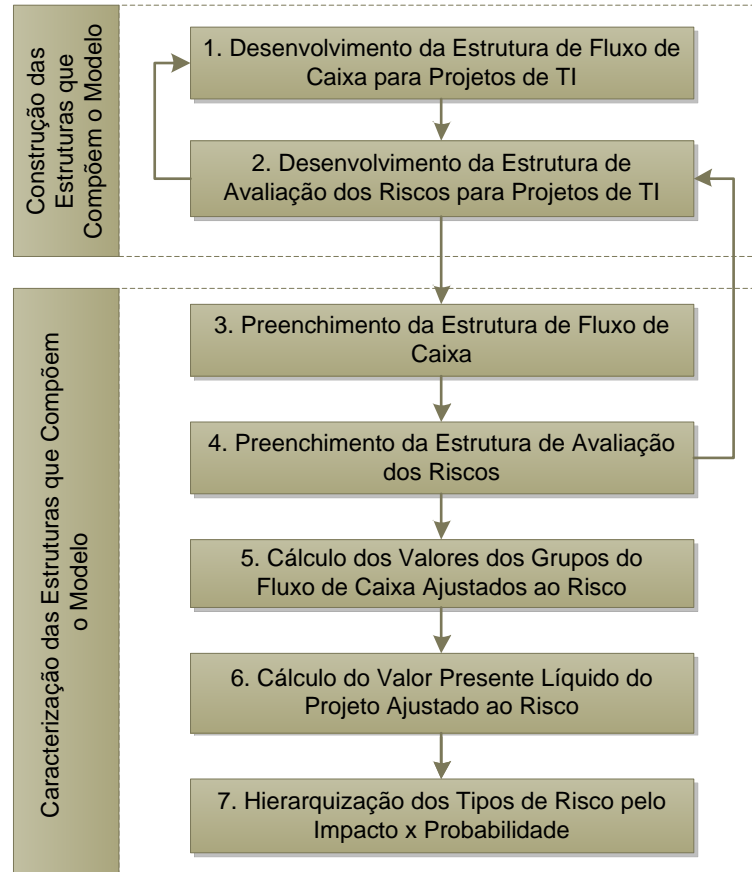 Construção das
Estruturas que
Compõem o Modelo
1. Desenvolvimento da Estrutura de Fluxo de
Caixa para Projetos de TI
2. Desenvolvimento da Estrutura de
Avaliação dos Riscos para Projetos de TI
Caracterização das Estruturas que Compõem
o Modelo
3. Preenchimento da Estrutura de Fluxo de
Caixa
4. Preenchimento da Estrutura de Avaliação
dos Riscos
5. Cálculo dos Valores dos Grupos do
Fluxo de Caixa Ajustados ao Risco
6. Cálculo do Valor Presente Líquido do
Projeto Ajustado ao Risco
7. Hierarquização dos Tipos de Risco pelo
Impacto x Probabilidade